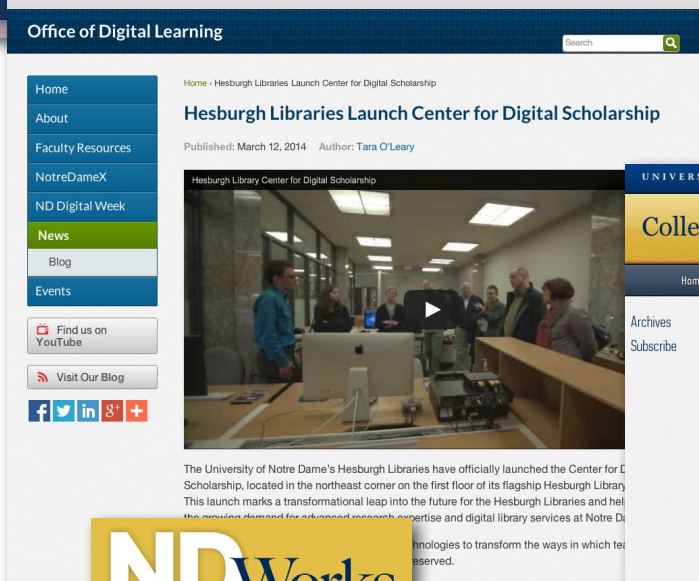 Office of Digital Learning
Search
Home
About
Faculty Resources
NotreDameX
ND Digital Week
News
Blog
Events
Find us on
YouTube
Visit Our Blog
Home › Hesburgh Libraries Launch Center for Digital Scholarship
Hesburgh Libraries Launch Center for Digital Scholarship
Published: March 12, 2014 Author: Tara O'Leary
Hesburgh Library Center for Digital Scholarship
The University of Notre Dame's Hesburgh Libraries have officially launched the Center for D
Scholarship, located in the northeast corner on the first floor of its flagship Hesburgh Library
This launch marks a transformational leap into the future for the Hesburgh Libraries and hel
the growing demand for advanced research expertise and digital library services at Notre Da
hnologies to transform the ways in which tea
eserved.
UNIVERS
Colle
Hom
Archives
Subscribe
NDWorks